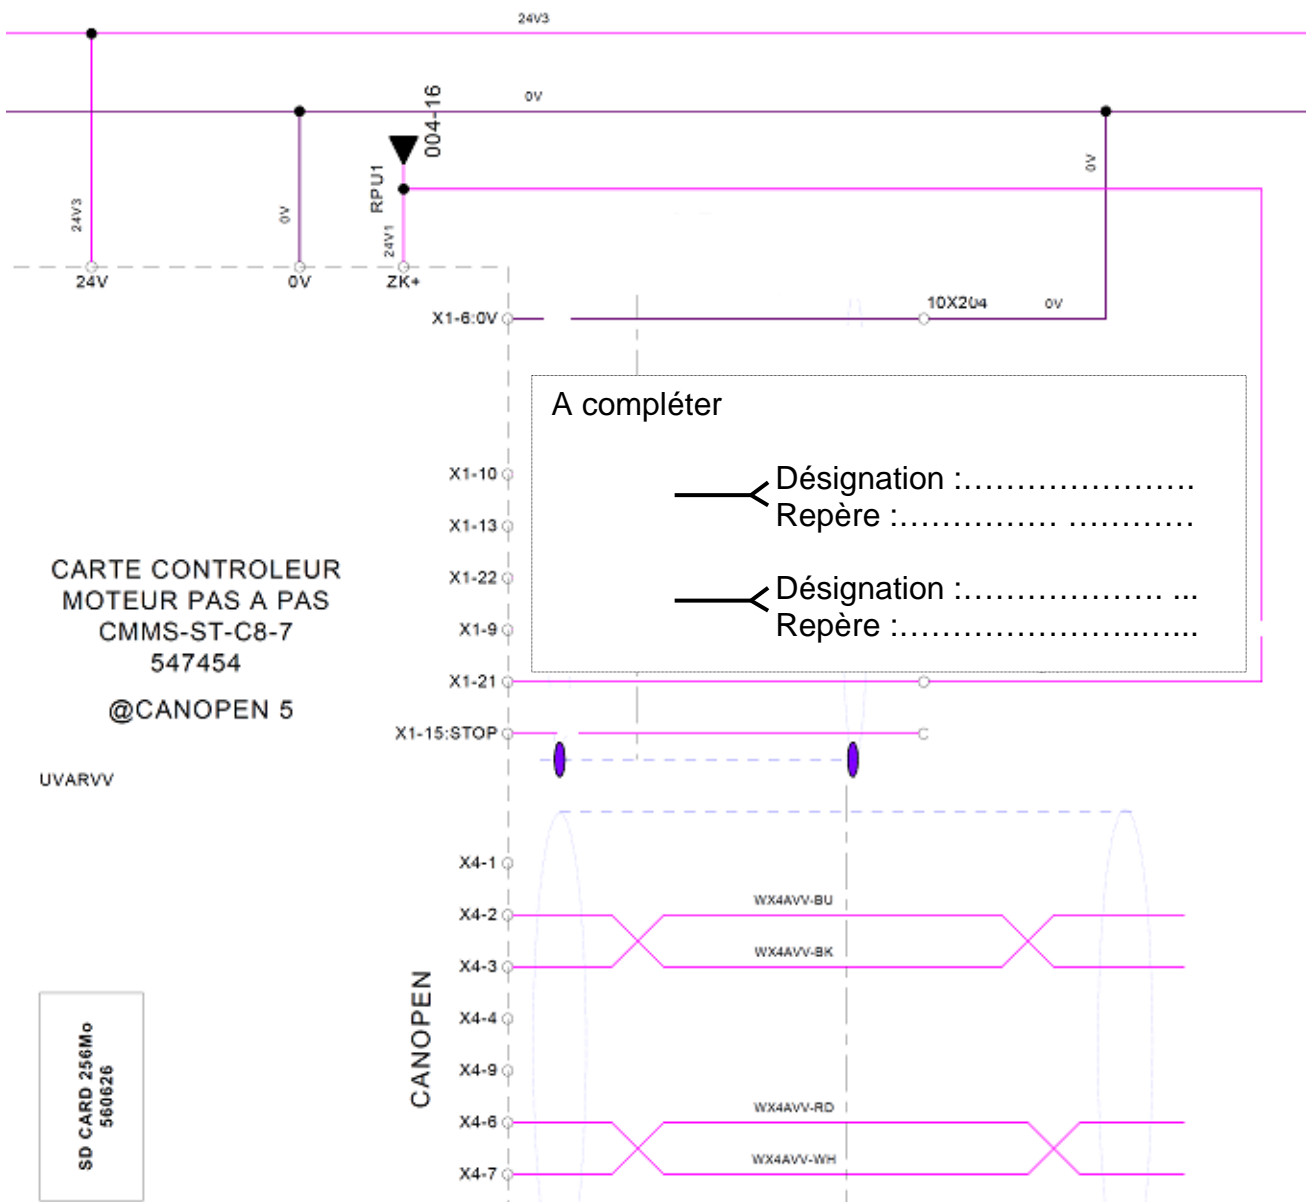 24V3
0V
004-16
RPU1
0V
24V3
0V
24V1
24V
0V
ZK+
X1-6:0V
10X204
0V
A compléter
X1-10
Désignation :......................
Repère :............... ............
X1-13
CARTE CONTROLEUR
MOTEUR PAS A PAS
CMMS-ST-C8-7
547454
@CANOPEN 5
X1-22
Désignation :................... ...
Repère :............................
X1-9
X1-21
X1-15:STOP
UVARVV
X4-1
X4-2
WX4AVV-BU
X4-3
WX4AVV-BK
CANOPEN
X4-4
X4-9
SD CARD 256Mo
560626
X4-6
WX4AVV-RD
X4-7
WX4AVV-WH